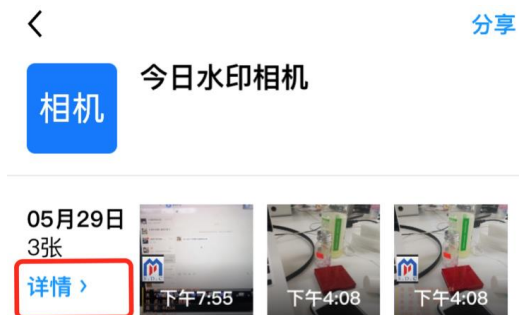 分享
今日水印相机
相机
05月29日
3张
详情
下午7:55
下午4:08
下午4:08